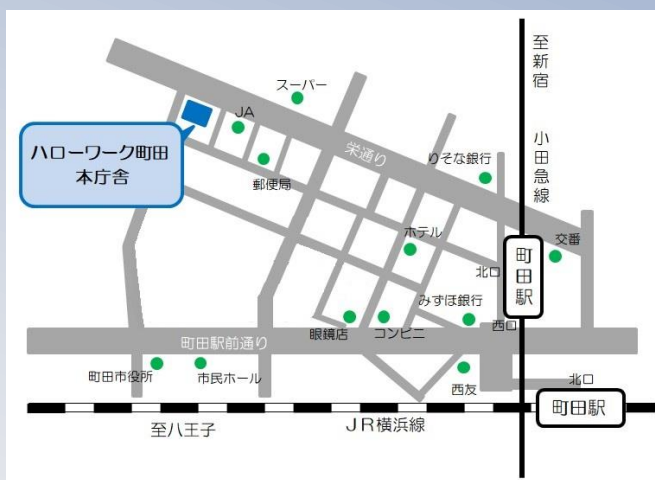 至新宿
小田急線
スーパー
JA
ハローワーク町田
本庁舎
栄通り
りそな銀行
郵便局
ホテル
交番
町田駅
北口
みずほ銀行
西口
眼鏡店
コンビニ
町田駅前通り
町田市役所
市民ホール
西友
北口
町田駅
至八王子
JR横浜線